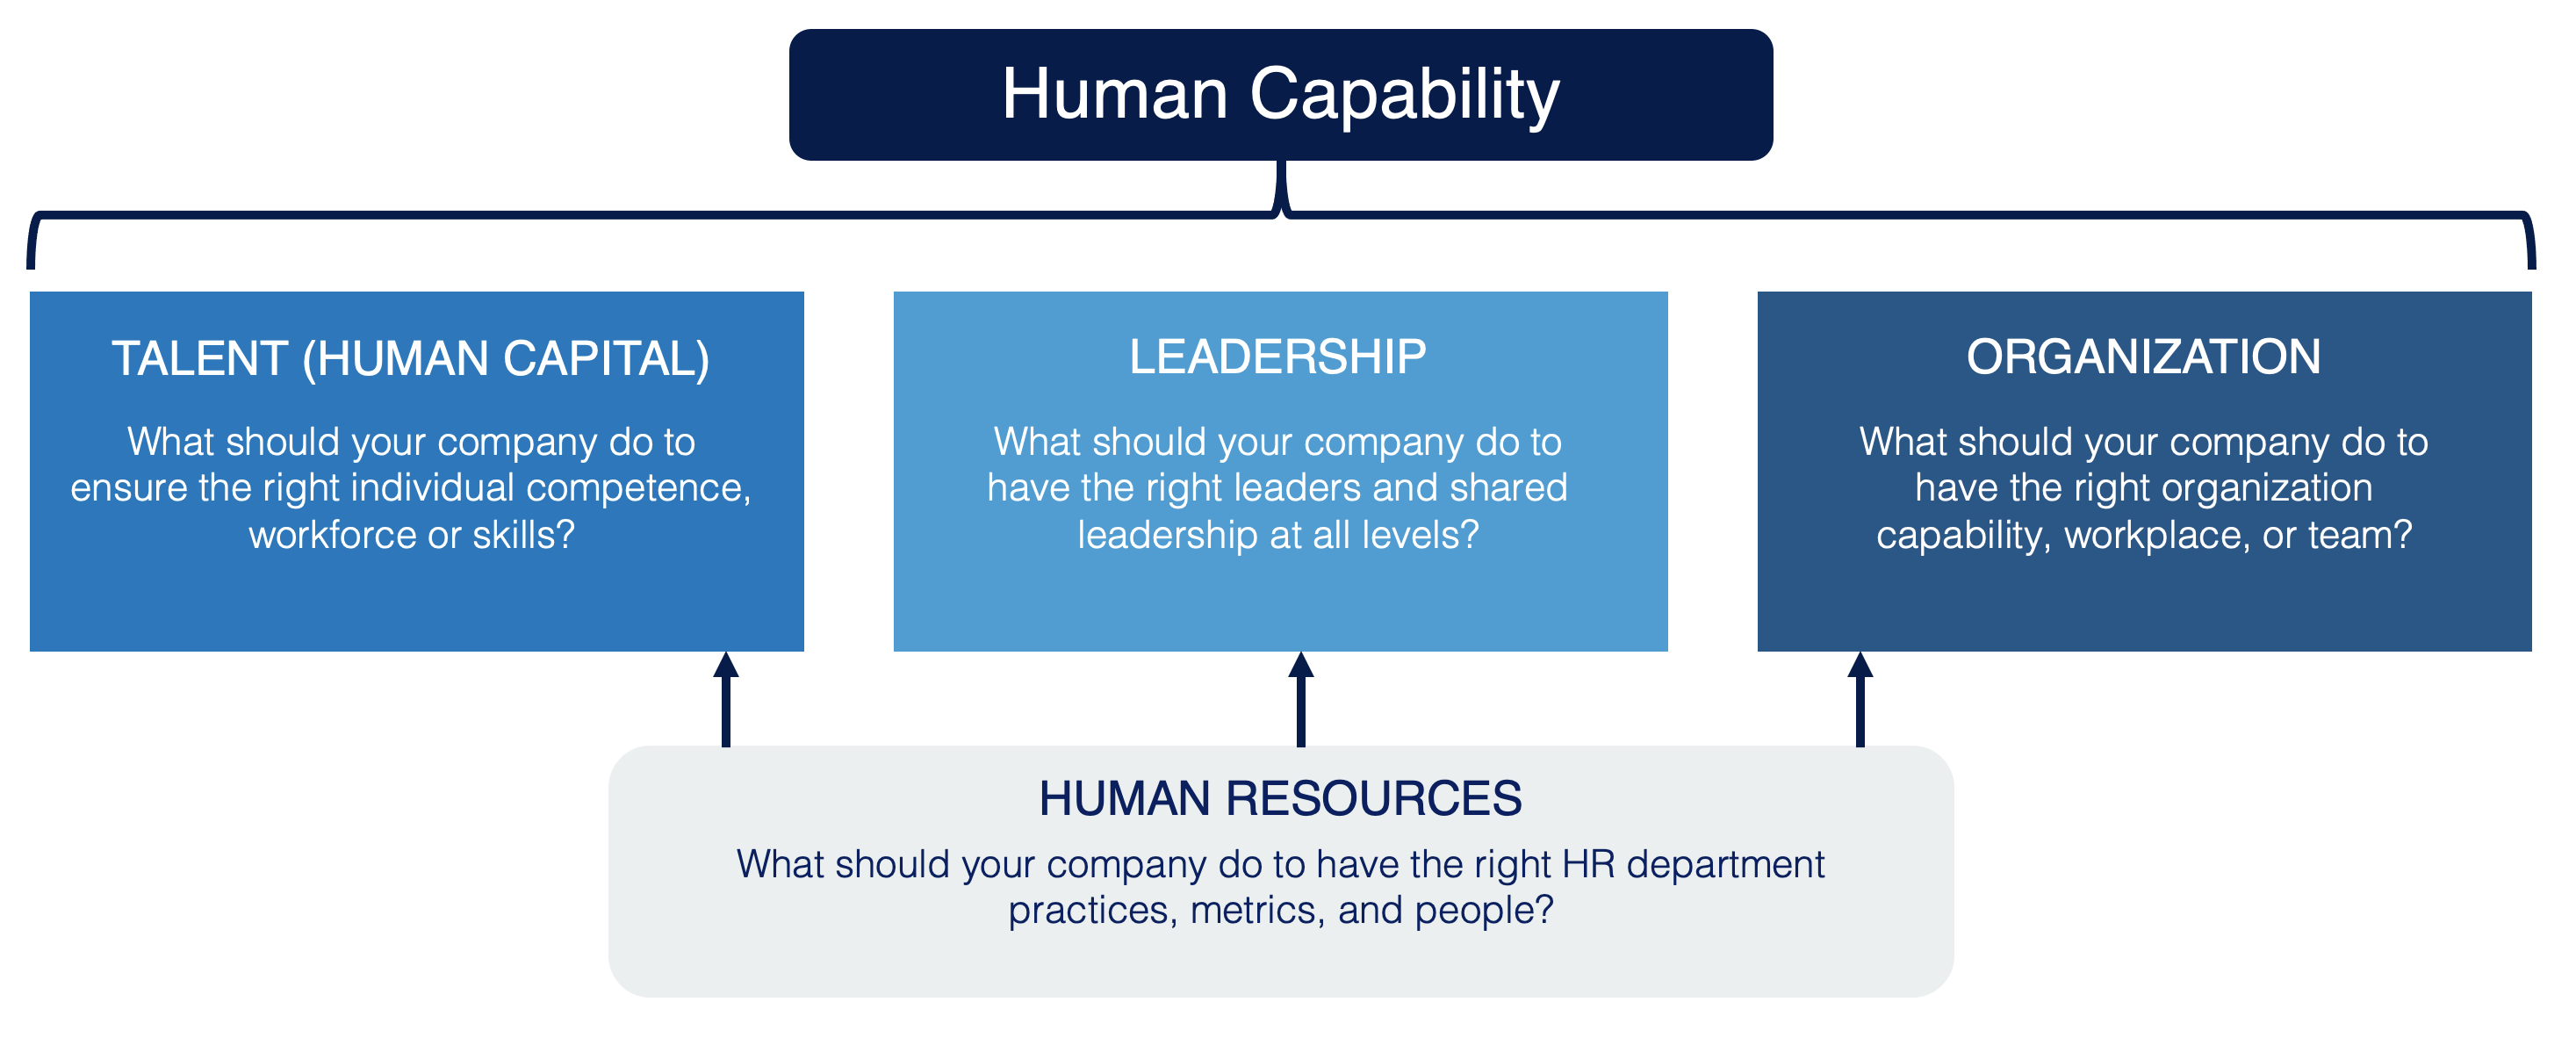 Human Capability
TALENT (HUMAN CAPITAL)
What should your company do to
ensure the right individual competence,
workforce or skills?
LEADERSHIP
What should your company do to
have the right leaders and shared
leadership at all levels?
ORGANIZATION
What should your company do to
have the right organization
capability, workplace, or team?
HUMAN RESOURCES
What should your company do to have the right HR department
practices, metrics, and people?